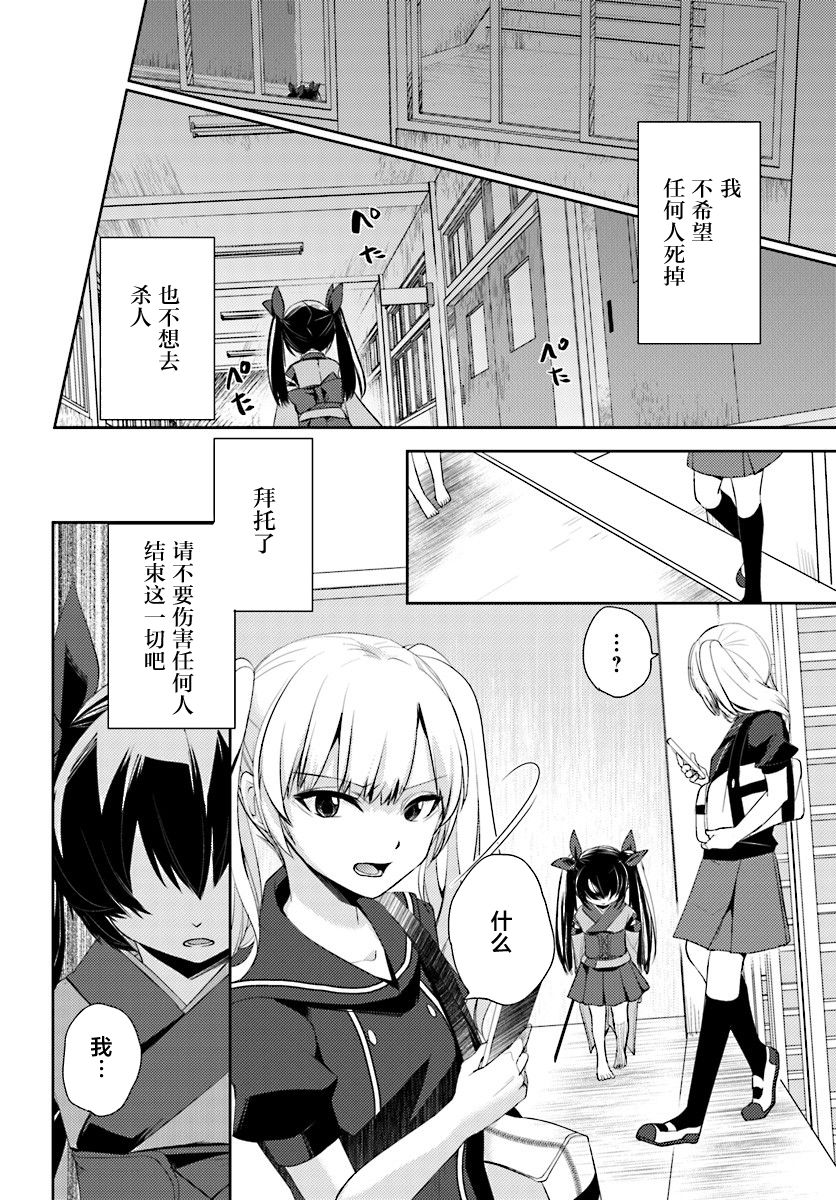 我
不希望
任何人死掉
ぺた
ぺた
也不想去
杀人
拜托了
请不要伤害任何人
结束这一切吧
…?
什么
我…